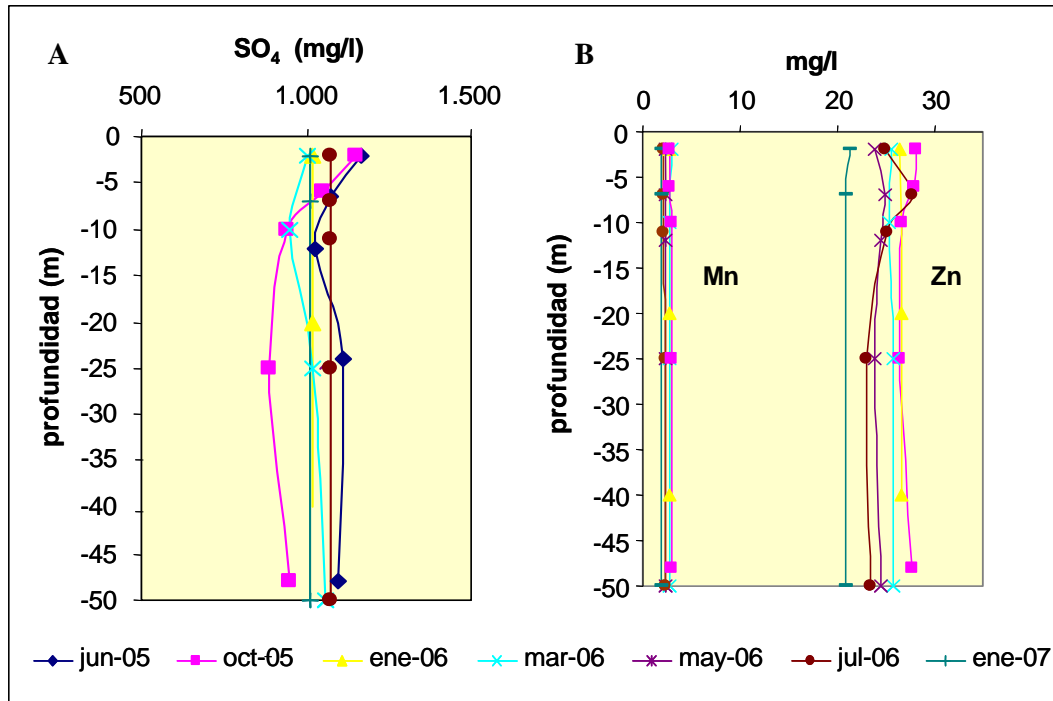 A
SO4 (mg/l)
500 1.000 1.500
0
-5
-10
-15
-20
-25
-30
-35
-40
-45
-50
profundidad (m)
B
mg/l
0 10 20 30
0
-5
-10
-15
-20
-25
-30
-35
-40
-45
-50
profundidad (m)
Mn
Zn
jun-05 oct-05 ene-06 mar-06 may-06 jul-06 ene-07